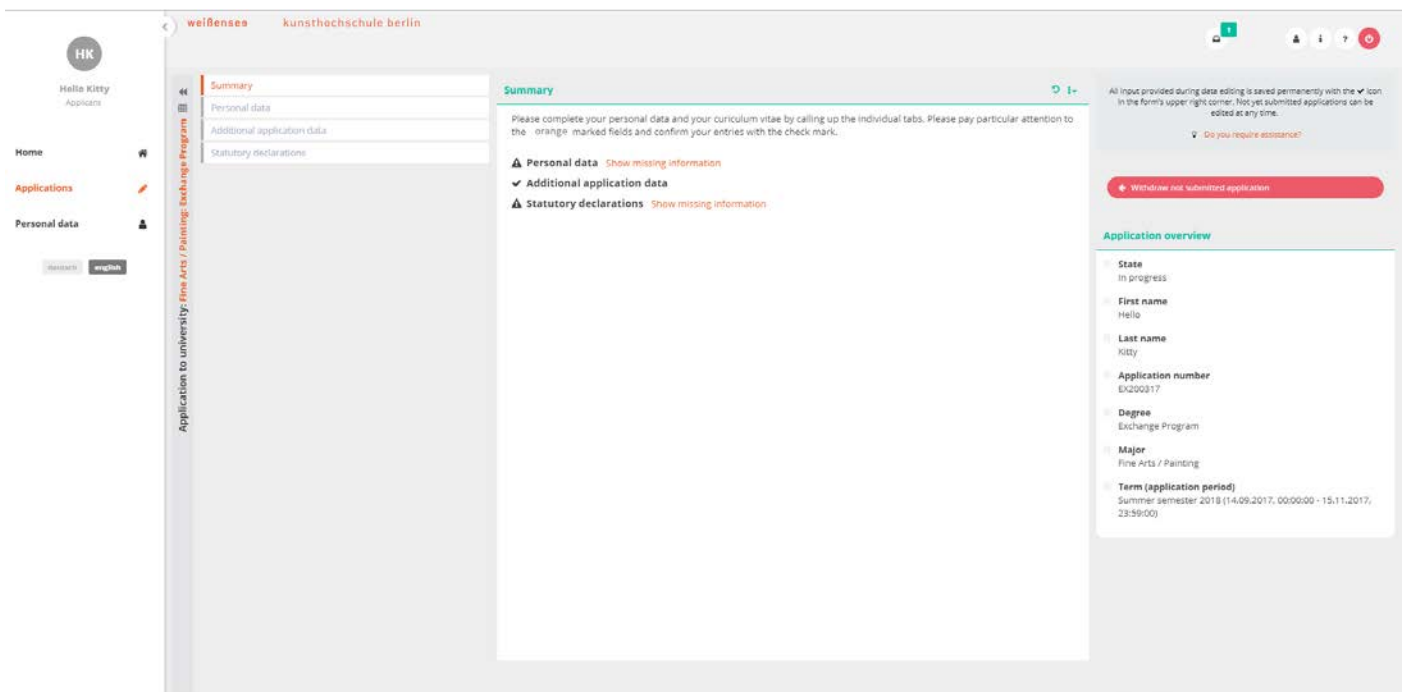 weißensee kunsthochschule berlin
1
HK
Hello Kitty
Applicant
Home
Applications
Personal data
deutsch english
Application to university: Fine Arts / Painting: Exchange Program
Summary
Personal data
Additional application data
Statutory declarations
Summary
Please complete your personal data and your curiculum vitae by calling up the individual tabs. Please pay particular attention to
the orange marked fields and confirm your entries with the check mark.
Personal data Show missing information
Additional application data
Statutory declarations Show missing information
All input provided during data editing is saved permanently with the ✔ icon
in the form's upper right corner. Not yet submitted applications can be
edited at any time.
Do you require assistance?
Withdraw not submitted application
Application overview
State
In progress
First name
Hello
Last name
Kitty
Application number
EX200317
Degree
Exchange Program
Major
Fine Arts / Painting
Term (application period)
Summer semester 2018 (14.09.2017, 00:00:00 - 15.11.2017,
23:59:00)